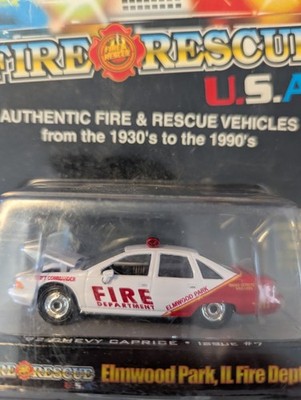 FIRE RESCUE
U.S.A
AUTHENTIC FIRE & RESCUE VEHICLES
from the 1930's to the 1990's
FIRE
DEPARTMENT
ELMWOOD PARK
CHEVY CAPRICE • Issue #7
FIRE RESCUE Elmwood Park, IL Fire Dep